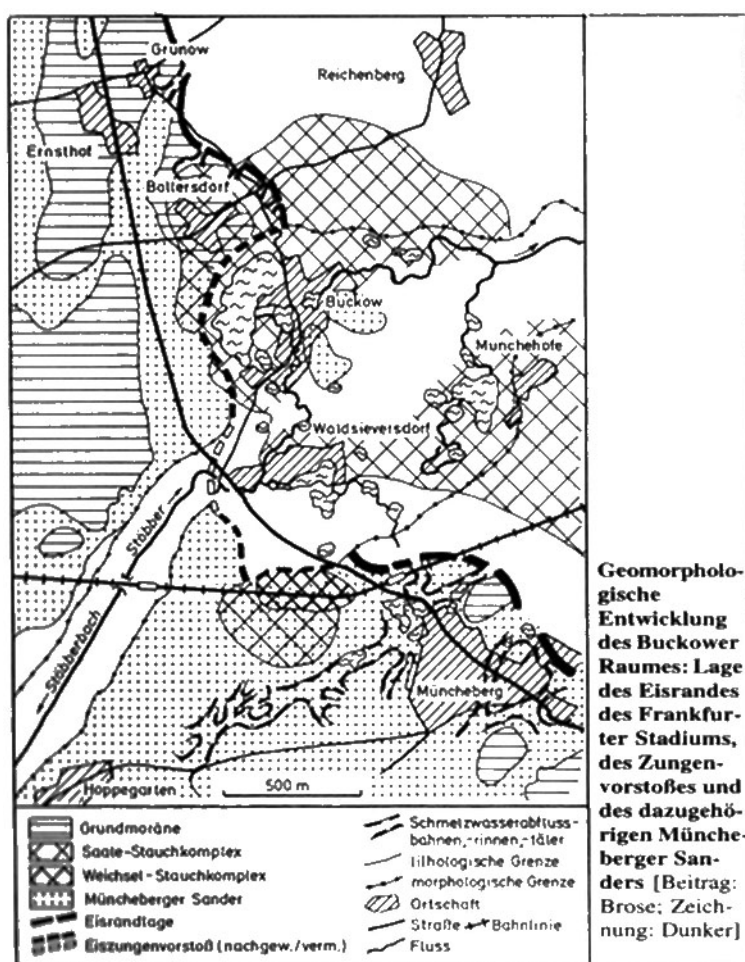 Grunow
Reichenberg
Ernsthof
Bollersdorf
Buckow
Münchehofe
Waldsieversdorf
Stöbber
Stöbberbach
Müncheberg
Hoppegarten
500 m
Grundmoräne
Saale-Stauchkomplex
Weichsel-Stauchkomplex
Müncheberger Sander
Eisrandlage
Eiszungenvorstoß (nachgew./verm.)
Schmelzwasserabfluss-
bahnen,-rinnen,-täler
lithologische Grenze
morphologische Grenze
Ortschaft
Straße Bahnlinie
Fluss
Geomorpholo-
gische
Entwicklung
des Buckower
Raumes: Lage
des Eisrandes
des Frankfur-
ter Stadiums,
des Zungen-
vorstoßes und
des dazugehö-
rigen Münche-
berger San-
ders [Beitrag:
Brose; Zeich-
nung: Dunker]